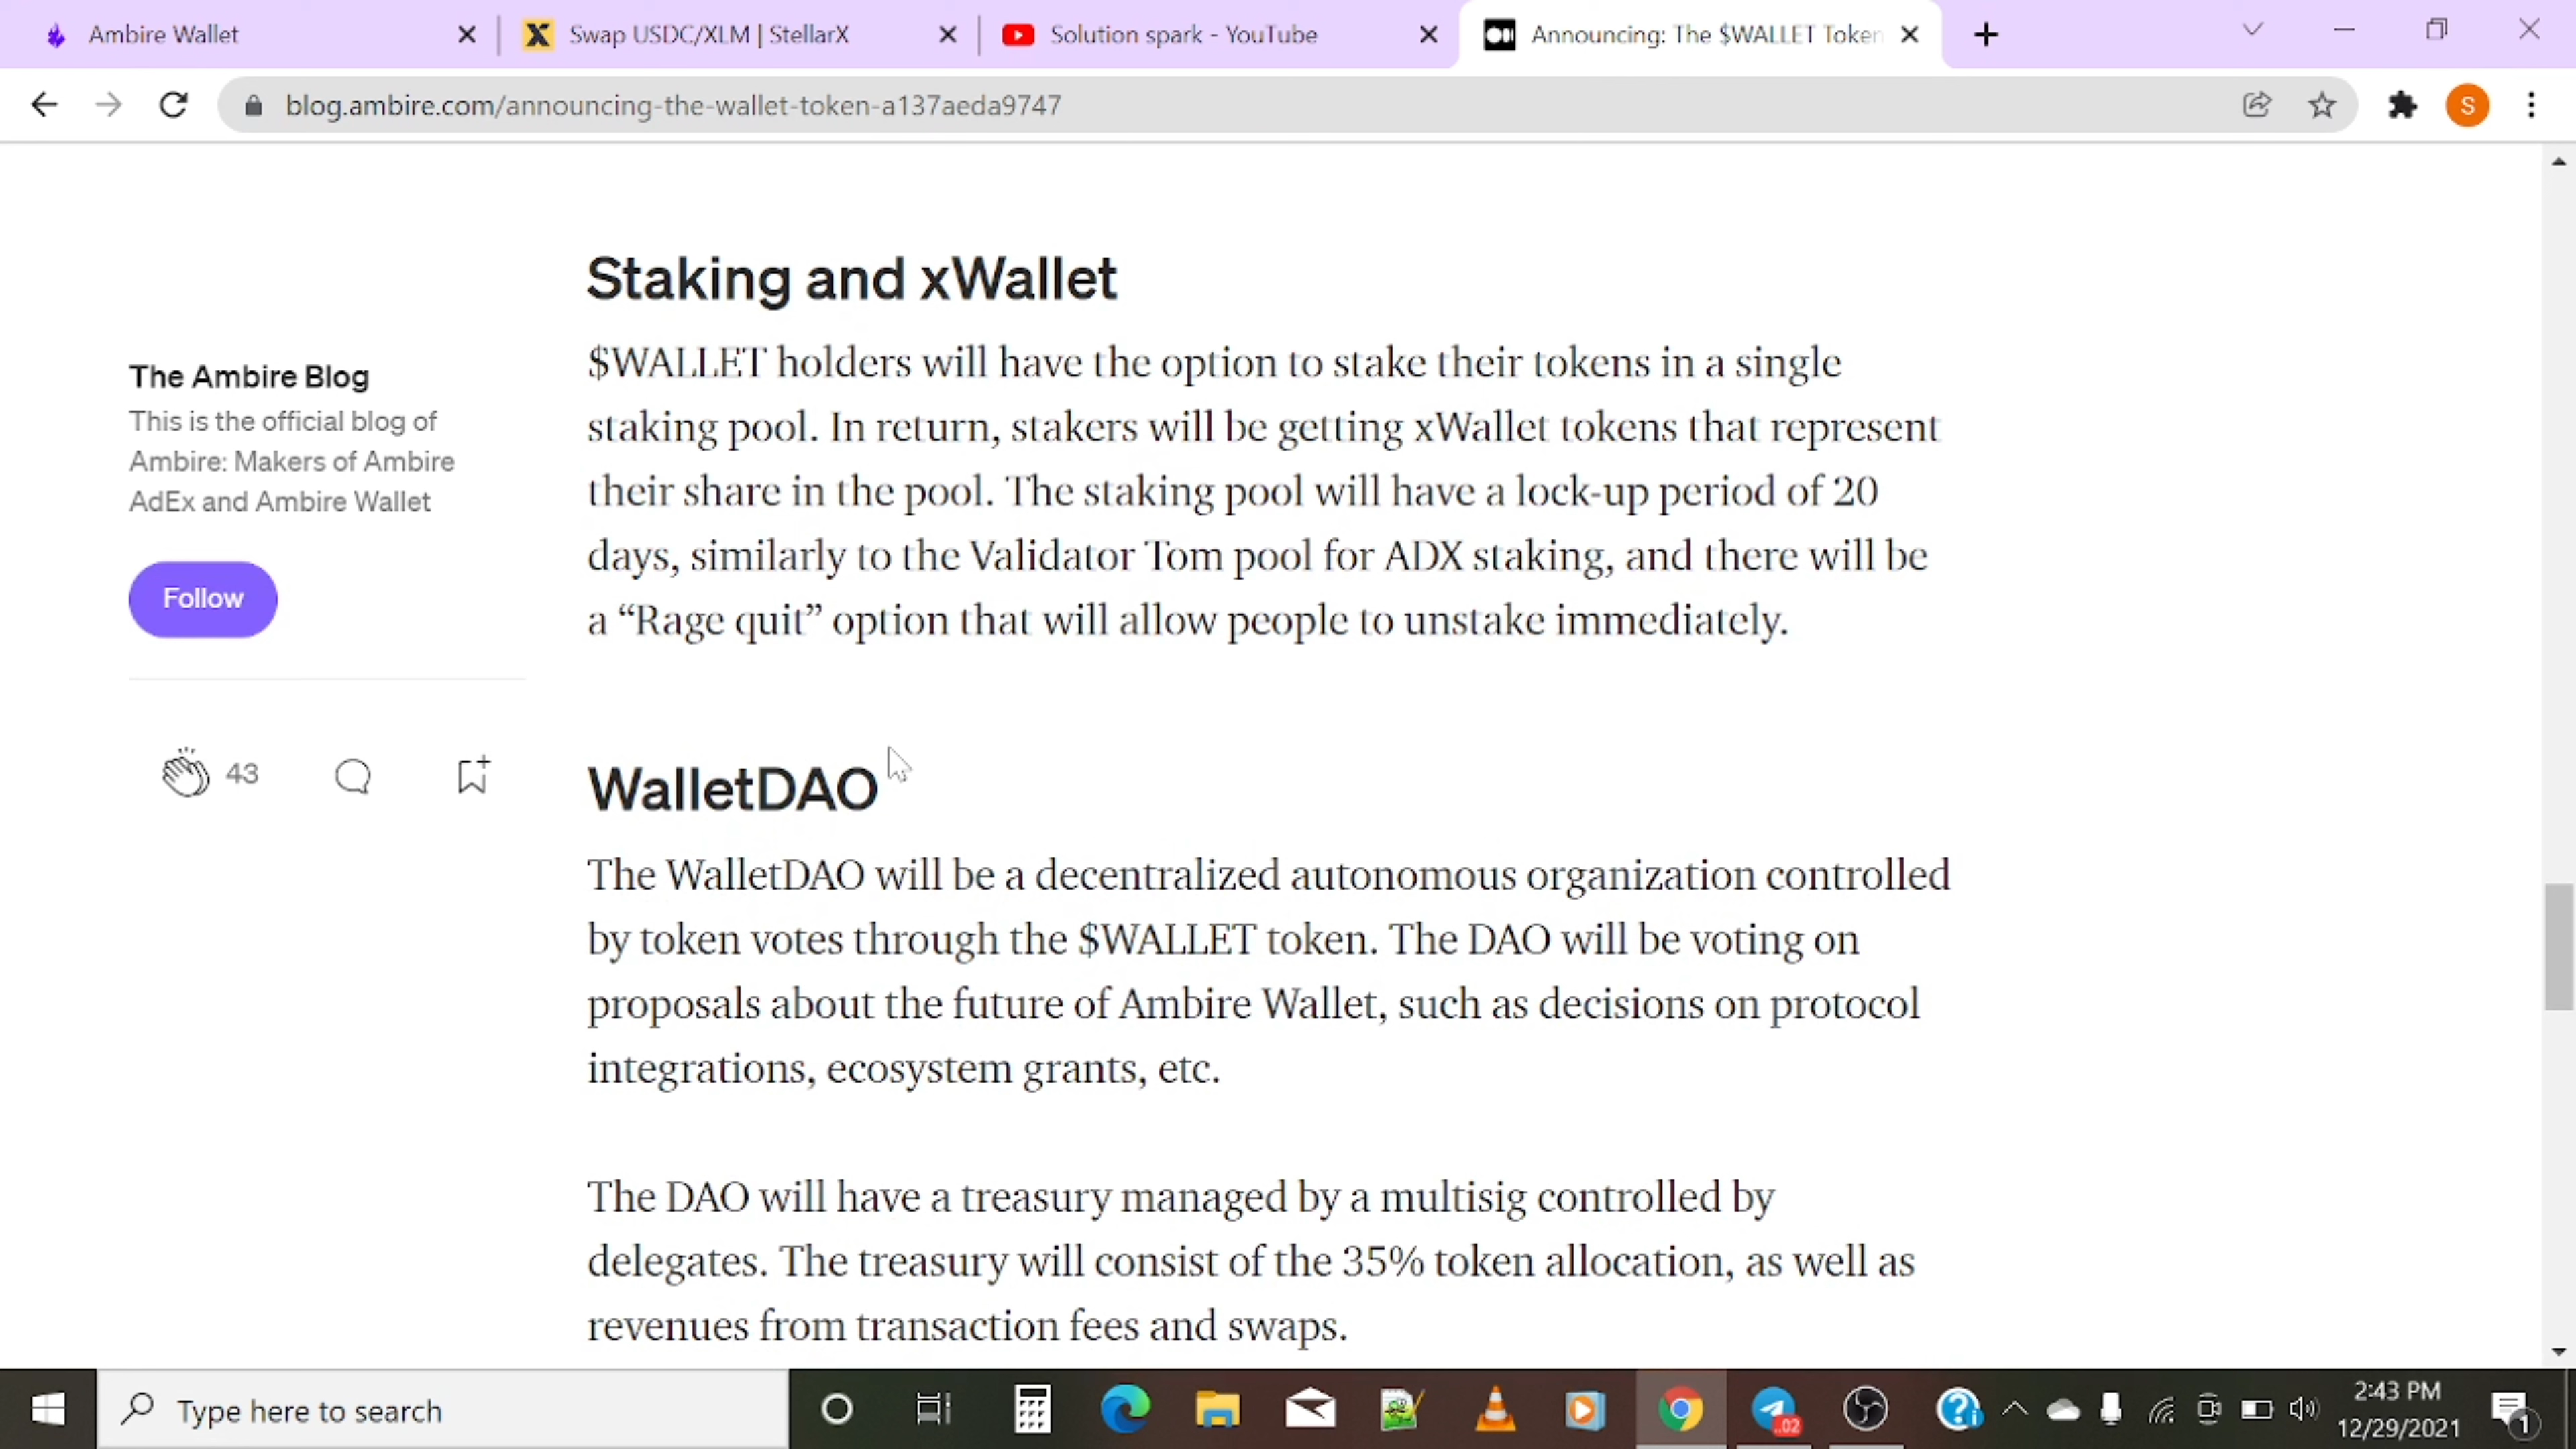 Ambire Wallet
Swap USDC/XLM | StellarX
Solution spark - YouTube
Announcing: The $WALLET Token
blog.ambire.com/announcing-the-wallet-token-a137aeda9747
S
The Ambire Blog
This is the official blog of
Ambire: Makers of Ambire
AdEx and Ambire Wallet
Follow
43
Staking and xWallet
$WALLET holders will have the option to stake their tokens in a single
staking pool. In return, stakers will be getting xWallet tokens that represent
their share in the pool. The staking pool will have a lock-up period of 20
days, similarly to the Validator Tom pool for ADX staking, and there will be
a “Rage quit” option that will allow people to unstake immediately.
WalletDAO
The WalletDAO will be a decentralized autonomous organization controlled
by token votes through the $WALLET token. The DAO will be voting on
proposals about the future of Ambire Wallet, such as decisions on protocol
integrations, ecosystem grants, etc.
The DAO will have a treasury managed by a multisig controlled by
delegates. The treasury will consist of the 35% token allocation, as well as
revenues from transaction fees and swaps.
Type here to search
..02
2:43 PM
12/29/2021
1